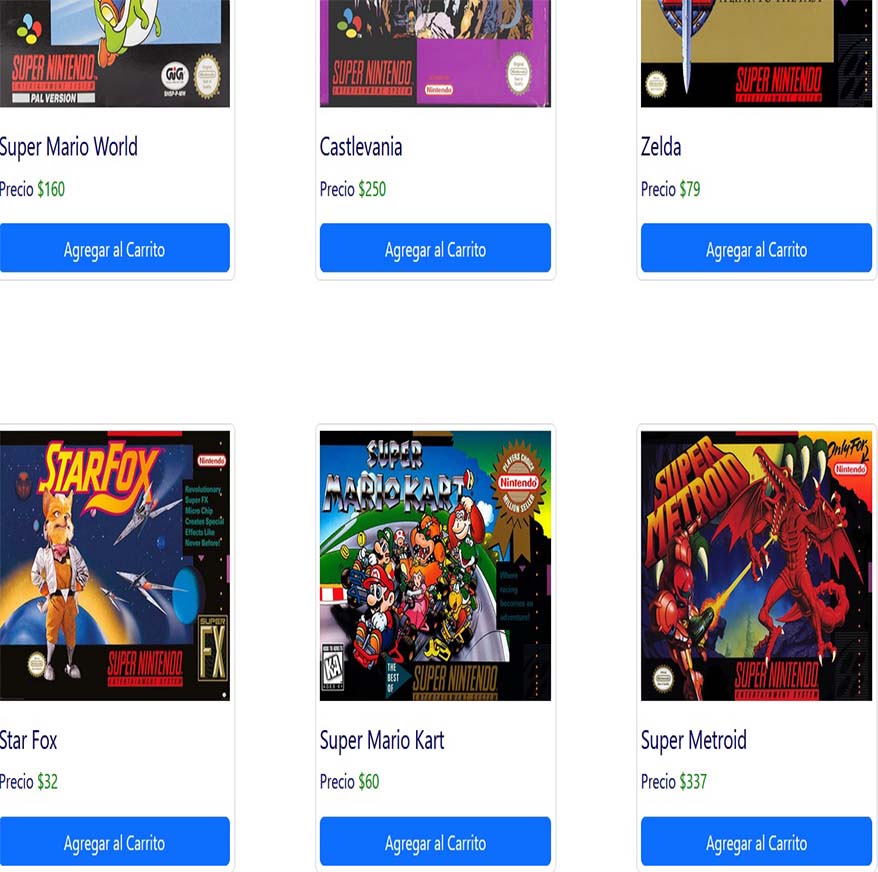 SUPER NINTENDO
ENTERTAINMENT SYSTEM
PAL VERSION
GIG
SUPER NINTENDO
ENTERTAINMENT SYSTEM
Nintendo
SUPER NINTENDO
ENTERTAINMENT SYSTEM
Super Mario World
Castlevania
Zelda
Precio $160
Precio $250
Precio $79
Agregar al Carrito
Agregar al Carrito
Agregar al Carrito
STARFOX
Nintendo
Revolutionary
Super FX
Micro Chip
Creates Special
Effects Like
Never Before!
SUPER
FX
SUPER NINTENDO
ENTERTAINMENT SYSTEM
SUPER
MARIO KART
PLAYERS CHOICE
Nintendo
MILLION SELLER
Where
racing
becomes an
adventure!
KA
THE
BEST
OF
SUPER NINTENDO
ENTERTAINMENT SYSTEM
SUPER
METROID
Only For
Nintendo
SUPER NINTENDO
ENTERTAINMENT SYSTEM
Star Fox
Super Mario Kart
Super Metroid
Precio $32
Precio $60
Precio $337
Agregar al Carrito
Agregar al Carrito
Agregar al Carrito